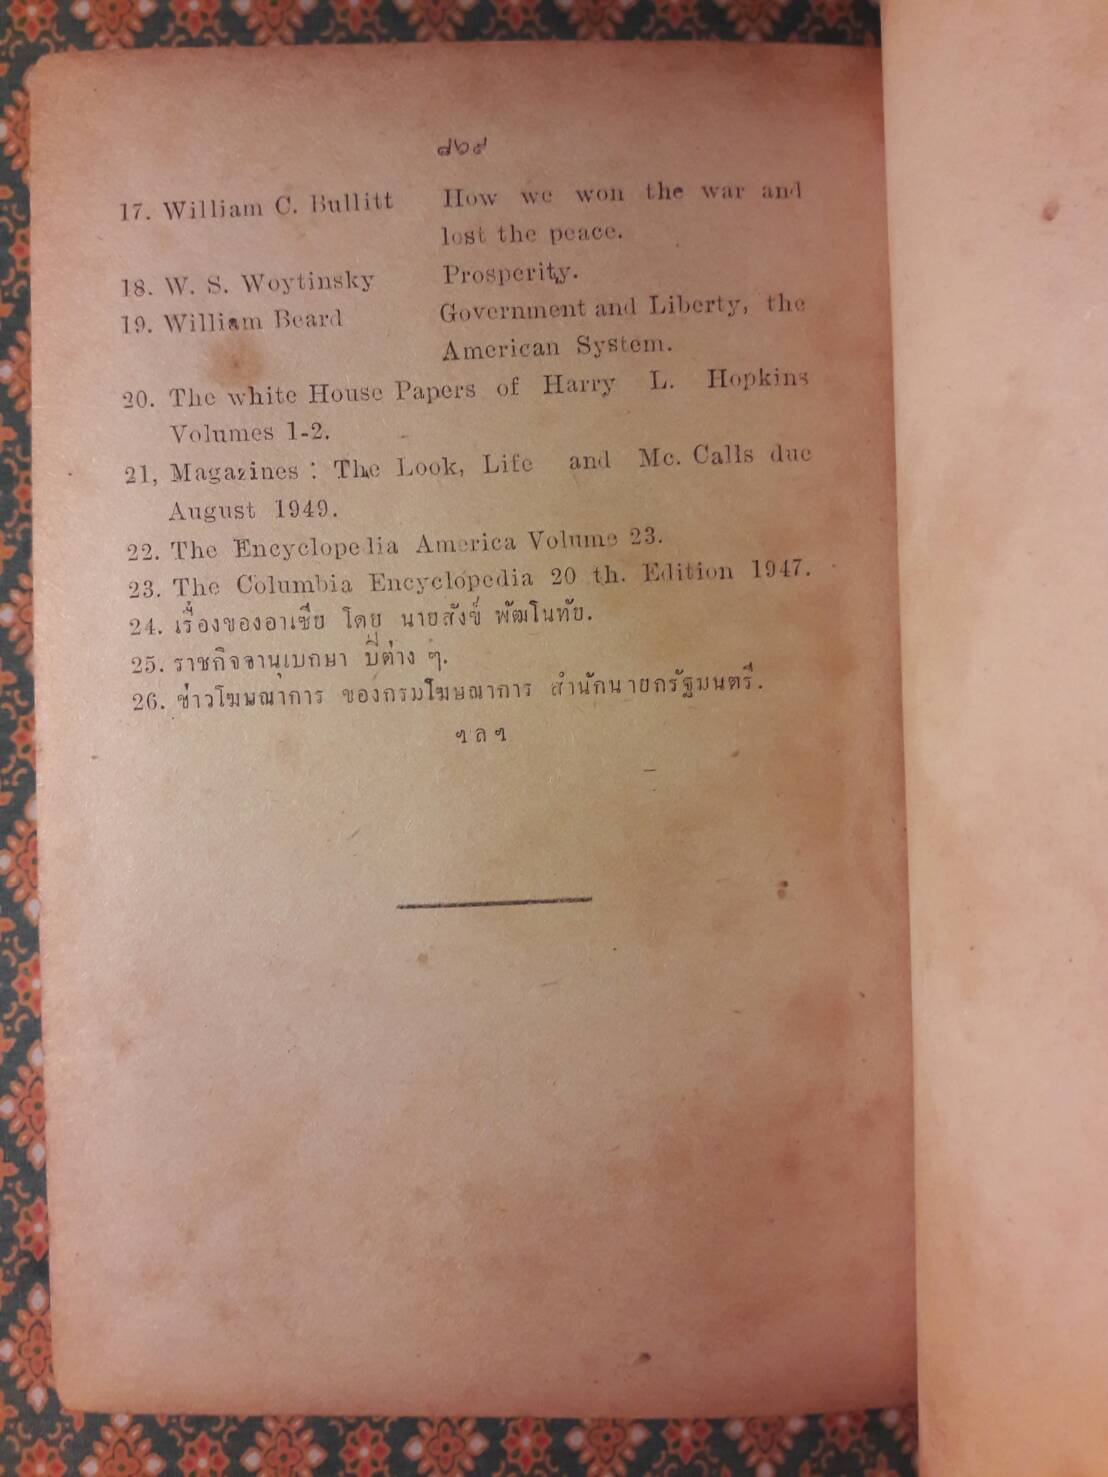 ๘๖๙
17. William C. Bullitt How we won the war and
lost the peace.
18. W. S. Woytinsky Prosperity.
19. William Beard Government and Liberty, the
American System.
20. The white House Papers of Harry L. Hopkins
Volumes 1-2.
21, Magazines : The Look, Life and Mc. Calls due
August 1949.
22. The Encyclopedia America Volume 23.
23. The Columbia Encyclopedia 20 th. Edition 1947.
24. เรื่องของอาเซีย โดย นายสังข์ พัฒโนทัย.
25. ราชกิจจานุเบกษา ปีต่าง ๆ.
26. ข่าวโฆษณาการ ของกรมโฆษณาการ สำนักนายกรัฐมนตรี.
ฯ ล ฯ